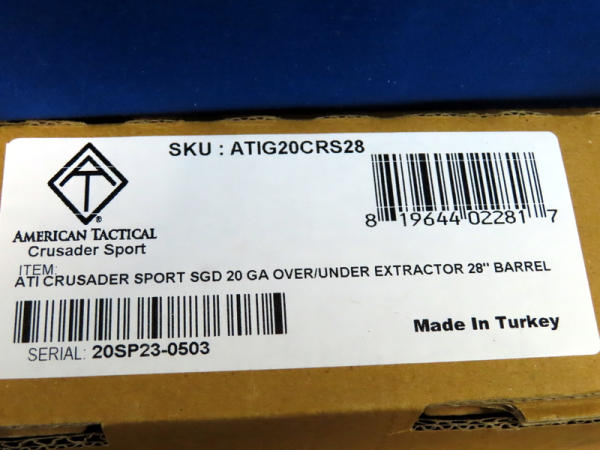 SKU : ATIG20CRS28
AT
®
AMERICAN TACTICAL
Crusader Sport
8 19644 02281 7
ITEM:
ATI CRUSADER SPORT SGD 20 GA OVER/UNDER EXTRACTOR 28" BARREL
Made In Turkey
SERIAL: 20SP23-0503